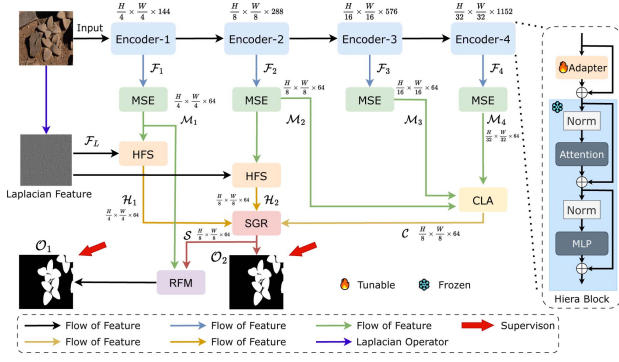 H/4 × W/4 ×144
H/8 × W/8 ×288
H/16 × W/16 ×576
H/32 × W/32 ×1152
Input
Encoder-1
Encoder-2
Encoder-3
Encoder-4
F1
F2
F3
F4
H/8 × W/8 ×64
MSE
H/4 × W/4 ×64
MSE
MSE
H/16 × W/16 ×64
MSE
M1
M2
M3
M4
H/32 × W/32 ×64
FL
HFS
Laplacian Feature
HFS
H1
H/4 × W/4 ×64
H/8 × W/8 ×64
H2
CLA
SGR
S
H/8 × W/8 ×64
C
H/8 × W/8 ×64
O1
O2
RFM
Tunable
Frozen
Adapter
Norm
Attention
Norm
MLP
Hiera Block
Flow of Feature
Flow of Feature
Flow of Feature
Supervison
Flow of Feature
Flow of Feature
Laplacian Operator